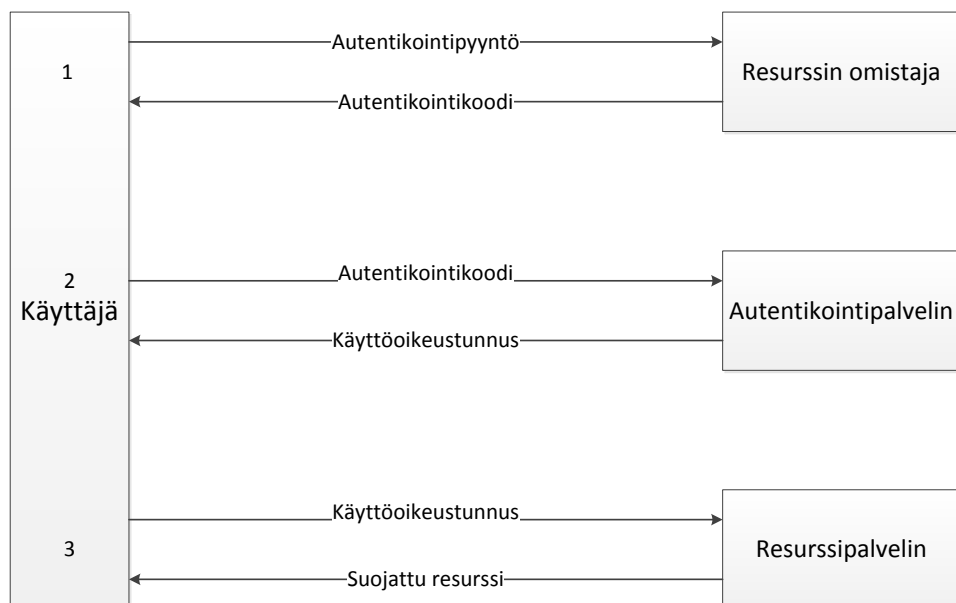 Autentikointipyyntö
1
Resurssin omistaja
Autentikointikoodi
Autentikointikoodi
2
Käyttäjä
Autentikointipalvelin
Käyttöoikeustunnus
Käyttöoikeustunnus
3
Resurssipalvelin
Suojattu resurssi